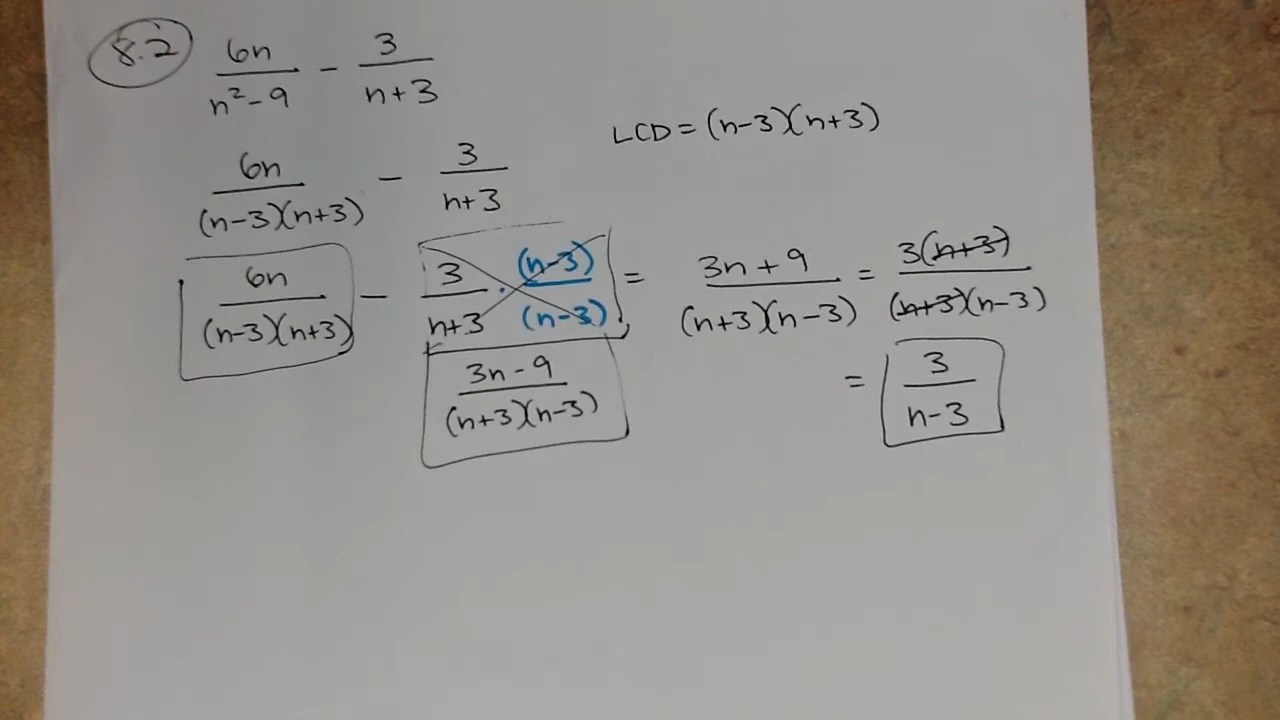 8.2 6n/(n²-9) - 3/(n+3)
LCD = (n-3)(n+3)
6n/((n-3)(n+3)) - 3/(n+3)
6n/((n-3)(n+3)) - 3/(n+3) · (n-3)/(n-3) = (3n+9)/((n+3)(n-3)) = 3(n+3)/((n+3)(n-3))
(3n-9)/((n+3)(n-3))
= 3/(n-3)